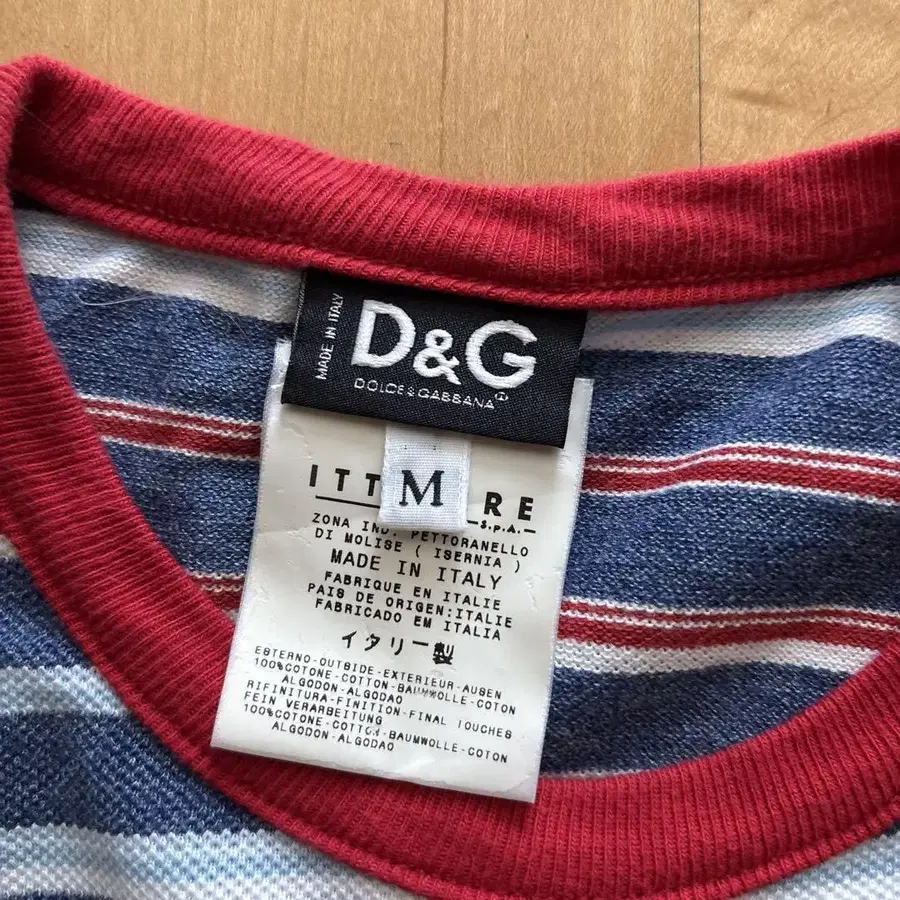 MADE IN ITALY
D&G
DOLCE&GABBANA
M
ITT RE
S.p.A.
ZONA IND. PETTORANELLO
DI MOLISE ( ISERNIA )
MADE IN ITALY
FABRIQUE EN ITALIE
PAIS DE ORIGEN:ITALIE
FABRICADO EM ITALIA
イタリー製
ESTERNO-OUTSIDE-EXTERIEUR-AUSEN
100%COTONE-COTTON-BAUMWOLLE-COTON
ALGODON-ALGODAO
RIFINITURA-FINITION-FINAL TOUCHES
FEIN VERARBEITUNG
100%COTONE-COTTON-BAUMWOLLE-COTON
ALGODON-ALGODAO